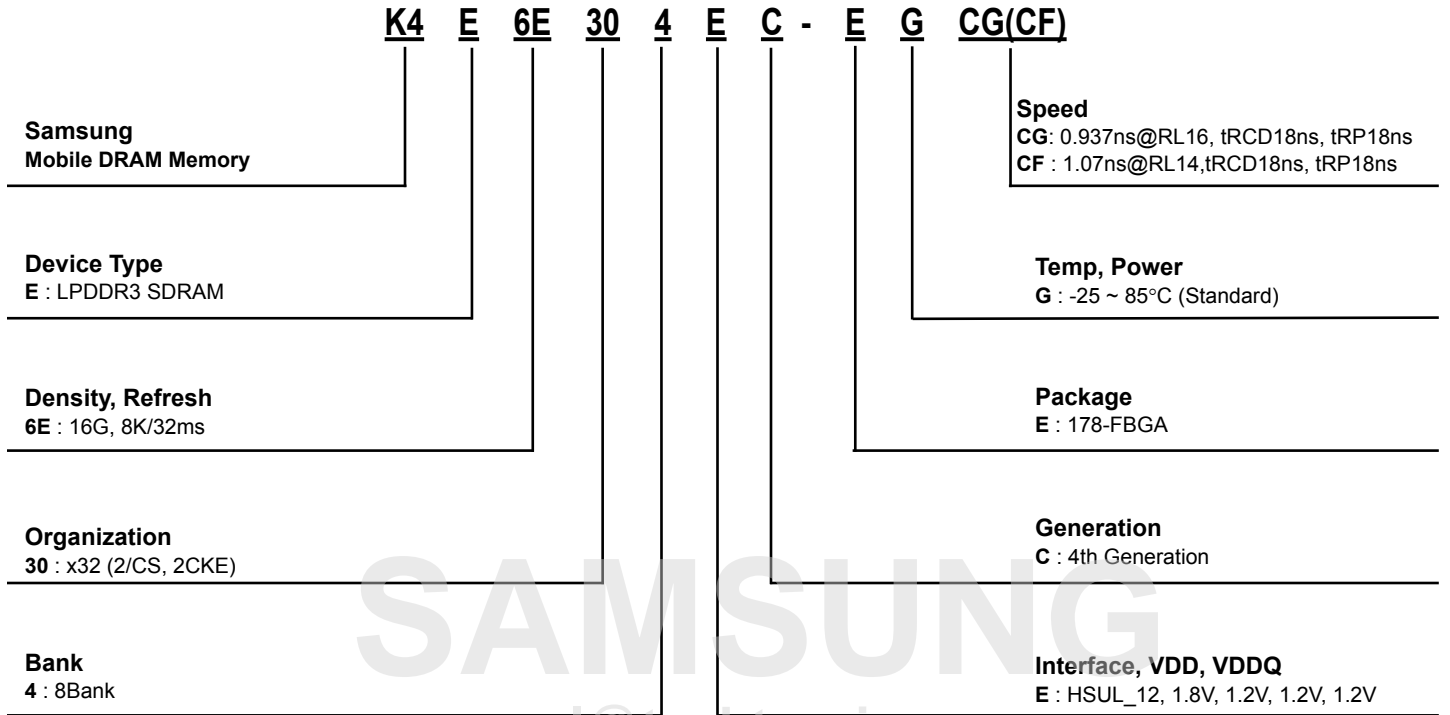 K4 E 6E 30 4 E C - E G CG(CF)
Samsung
Mobile DRAM Memory
Speed
CG: 0.937ns@RL16, tRCD18ns, tRP18ns
CF : 1.07ns@RL14,tRCD18ns, tRP18ns
Device Type
E : LPDDR3 SDRAM
Temp, Power
G : -25 ~ 85°C (Standard)
Density, Refresh
6E : 16G, 8K/32ms
Package
E : 178-FBGA
Organization
30 : x32 (2/CS, 2CKE)
Generation
C : 4th Generation
SAMSUNG
Bank
4 : 8Bank
Interface, VDD, VDDQ
E : HSUL_12, 1.8V, 1.2V, 1.2V, 1.2V